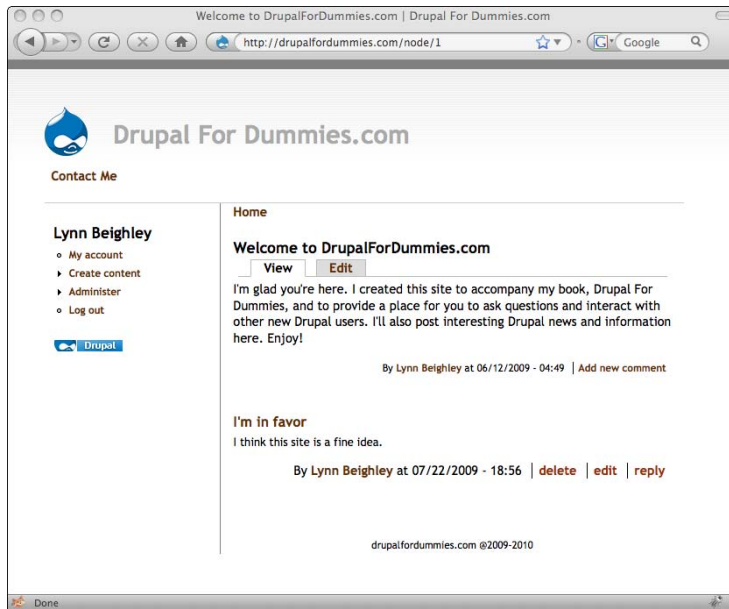 Welcome to DrupalForDummies.com | Drupal For Dummies.com
http://drupalfordummies.com/node/1
Google
Drupal For Dummies.com
Contact Me
Lynn Beighley
My account
Create content
Administer
Log out
Drupal
Home
Welcome to DrupalForDummies.com
View Edit
I'm glad you're here. I created this site to accompany my book, Drupal For
Dummies, and to provide a place for you to ask questions and interact with
other new Drupal users. I'll also post interesting Drupal news and information
here. Enjoy!
By Lynn Beighley at 06/12/2009 - 04:49 | Add new comment
I'm in favor
I think this site is a fine idea.
By Lynn Beighley at 07/22/2009 - 18:56 | delete | edit | reply
drupalfordummies.com @2009-2010
Done